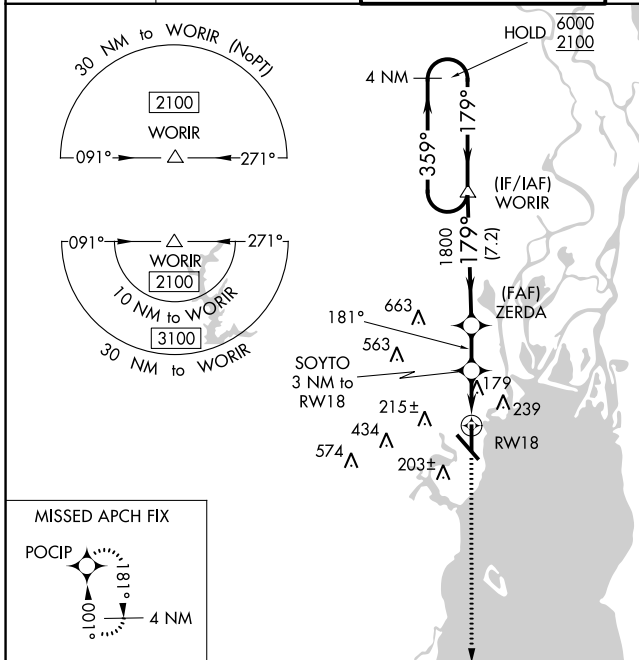 30 NM to WORIR (NoPT)
2100
WORIR
091°
271°
091°
271°
WORIR
2100
10 NM to WORIR
3100
30 NM to WORIR
HOLD
6000
2100
4 NM
359°
179°
(IF/IAF)
WORIR
1800
179°
(7.2)
(FAF)
ZERDA
663
181°
563
SOYTO
3 NM to
RW18
179
239
215±
434
RW18
574
203±
MISSED APCH FIX
POCIP
181°
001°
4 NM